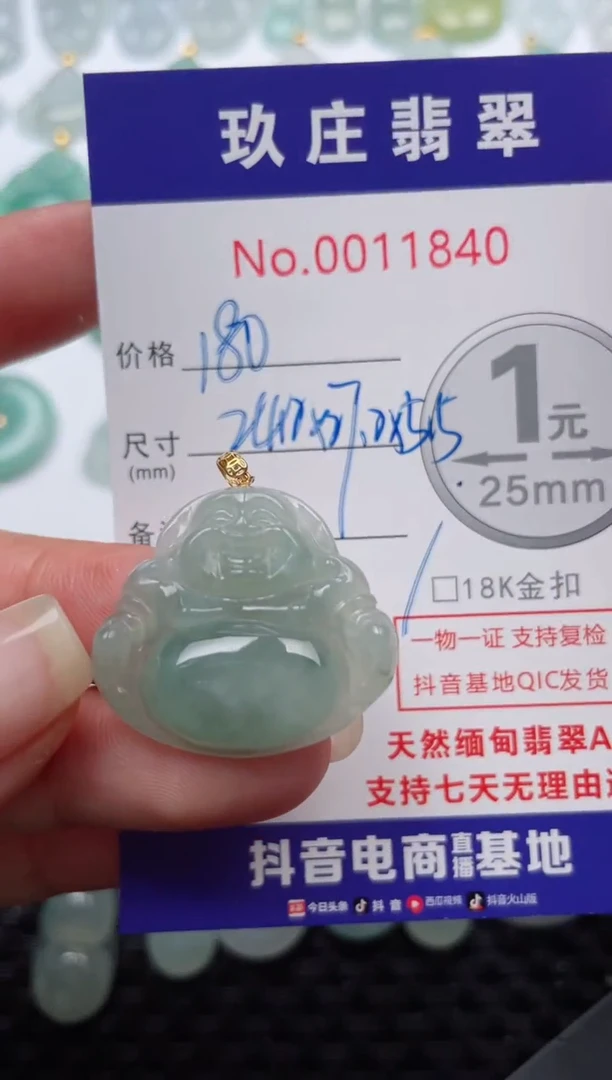 玖庄翡翠
No.0011840
价格 180
尺寸
(mm)
备
1元
25mm
□18K金扣
一物一证 支持复检
抖音基地QIC发货
天然缅甸翡翠A
支持七天无理由
抖音电商直播基地
今日头条 抖音 西瓜视频 抖音火山版